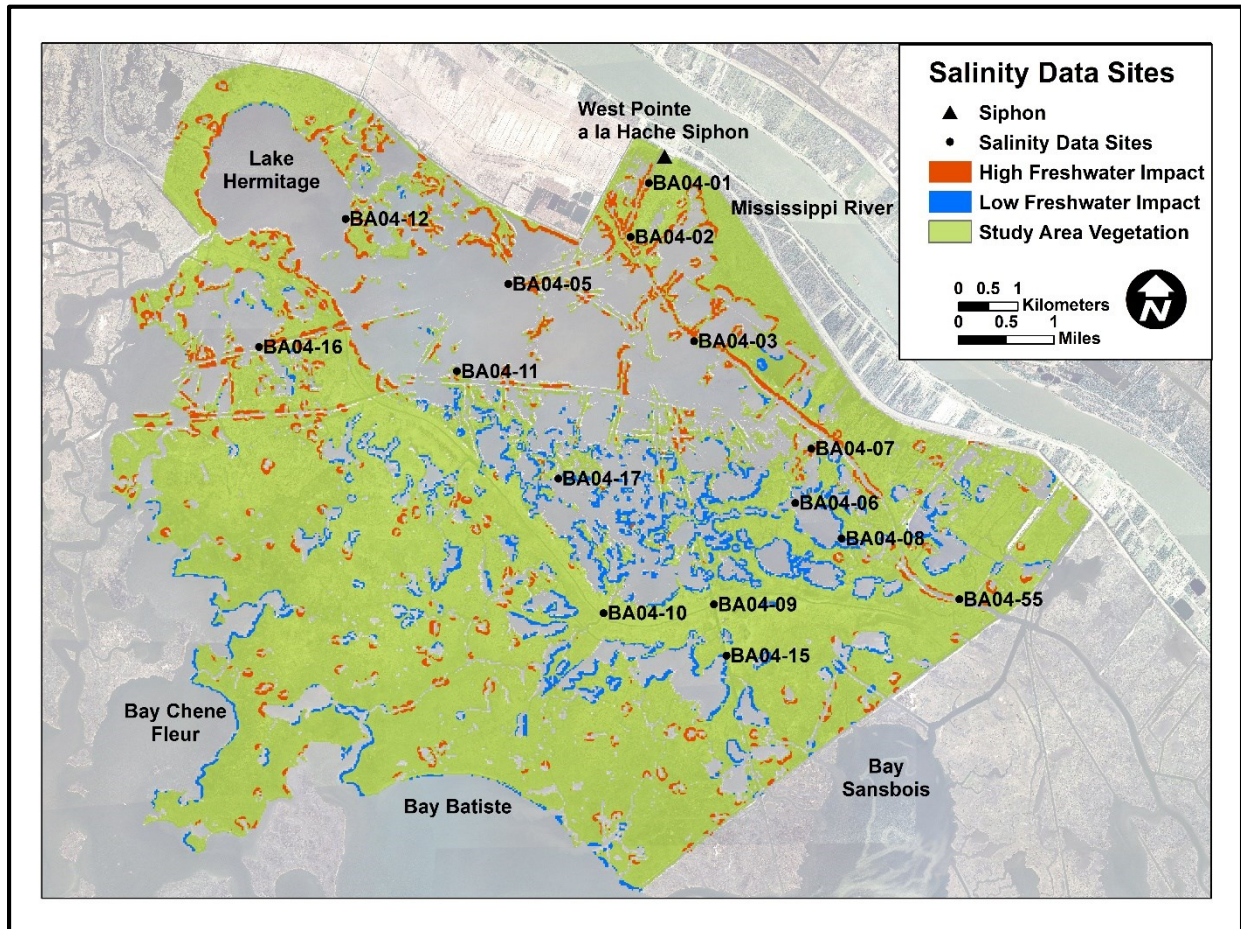 Salinity Data Sites
Siphon
Salinity Data Sites
High Freshwater Impact
Low Freshwater Impact
Study Area Vegetation
0 0.5 1
Kilometers
0 0.5 1
Miles
N
West Pointe
a la Hache Siphon
Mississippi River
Lake
Hermitage
BA04-01
BA04-12
BA04-02
BA04-05
BA04-03
BA04-16
BA04-11
BA04-07
BA04-17
BA04-06
BA04-08
BA04-55
BA04-09
BA04-10
BA04-15
Bay Chene
Fleur
Bay Batiste
Bay
Sansbois